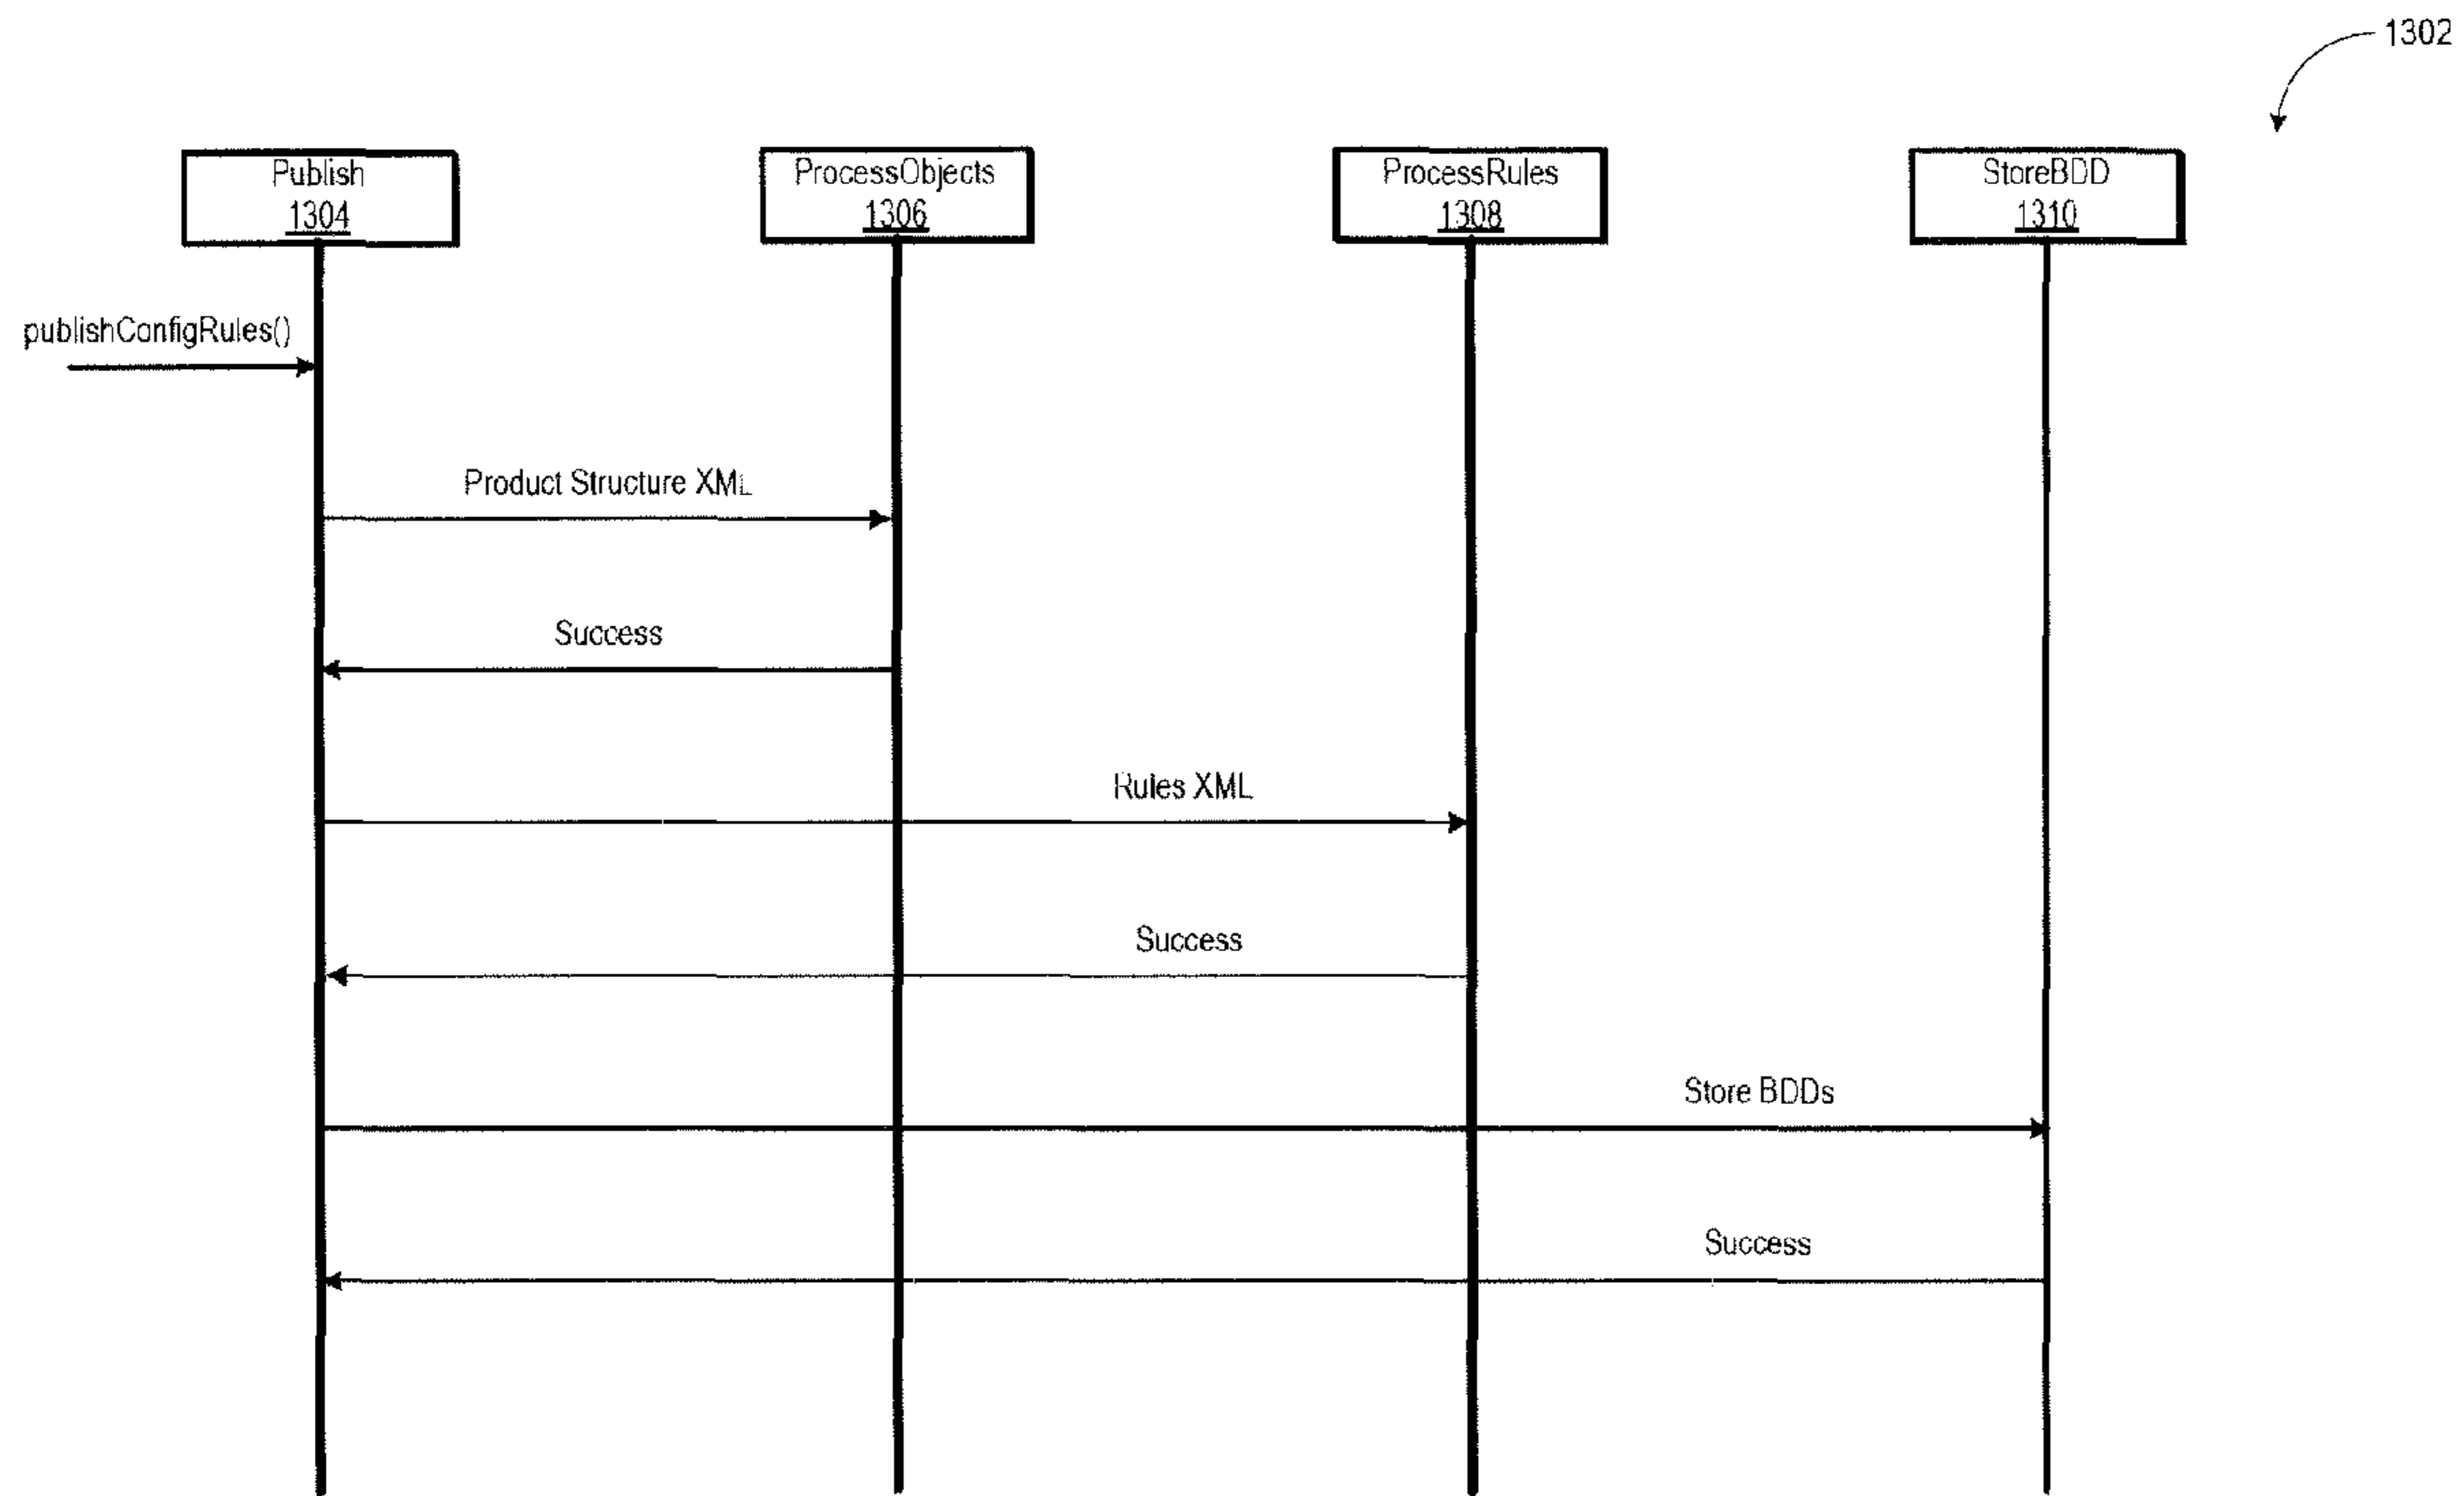 1302
Publish
1304
ProcessObjects
1306
ProcessRules
1308
StoreBDD
1310
publishConfigRules()
Product Structure XML
Success
Rules XML
Success
Store BDDs
Success